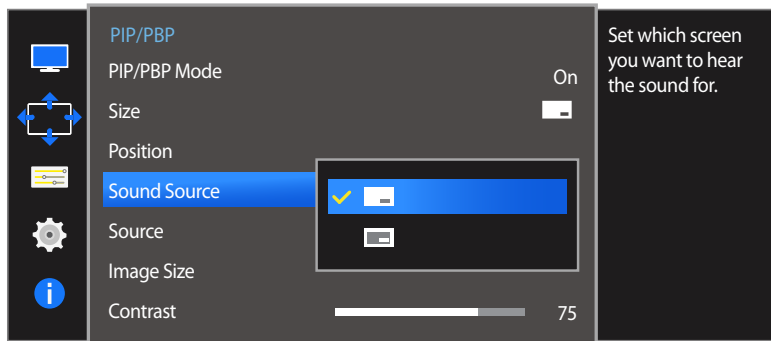 PIP/PBP
PIP/PBP Mode
On
Size
Position
Sound Source
Source
Image Size
Contrast
75
Set which screen
you want to hear
the sound for.